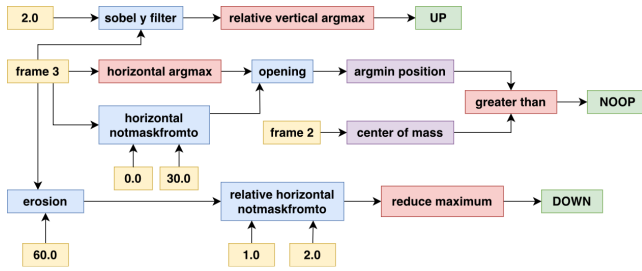 2.0
sobel y filter
relative vertical argmax
UP
frame 3
horizontal argmax
opening
argmin position
greater than
NOOP
horizontal
notmaskfromto
frame 2
center of mass
0.0
30.0
erosion
relative horizontal
notmaskfromto
reduce maximum
DOWN
60.0
1.0
2.0